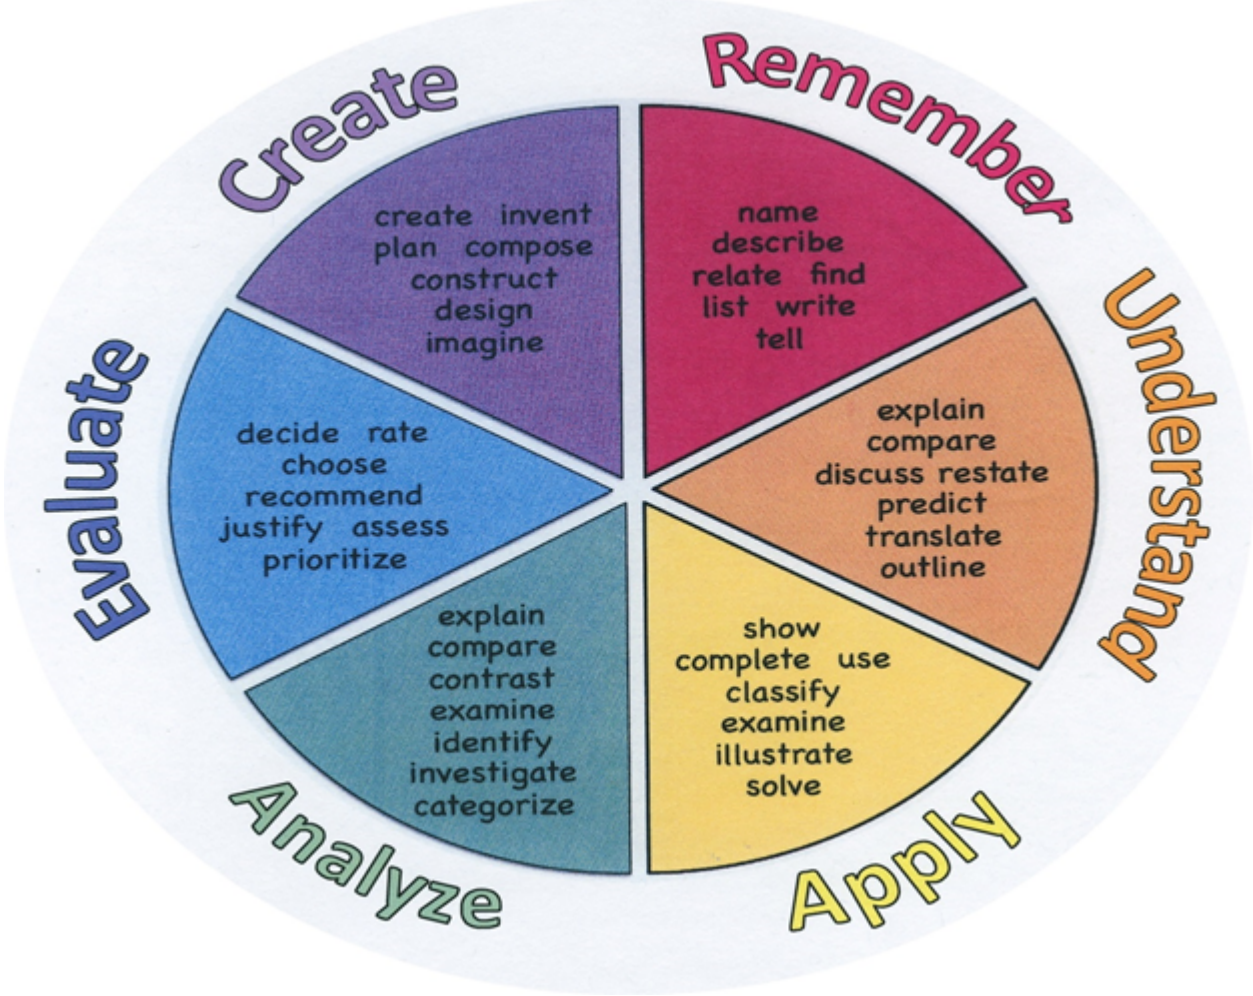 Remember
name
describe
relate find
list write
tell
Understand
explain
compare
discuss restate
predict
translate
outline
Apply
show
complete use
classify
examine
illustrate
solve
Analyze
explain
compare
contrast
examine
identify
investigate
categorize
Evaluate
decide rate
choose
recommend
justify assess
prioritize
Create
create invent
plan compose
construct
design
imagine